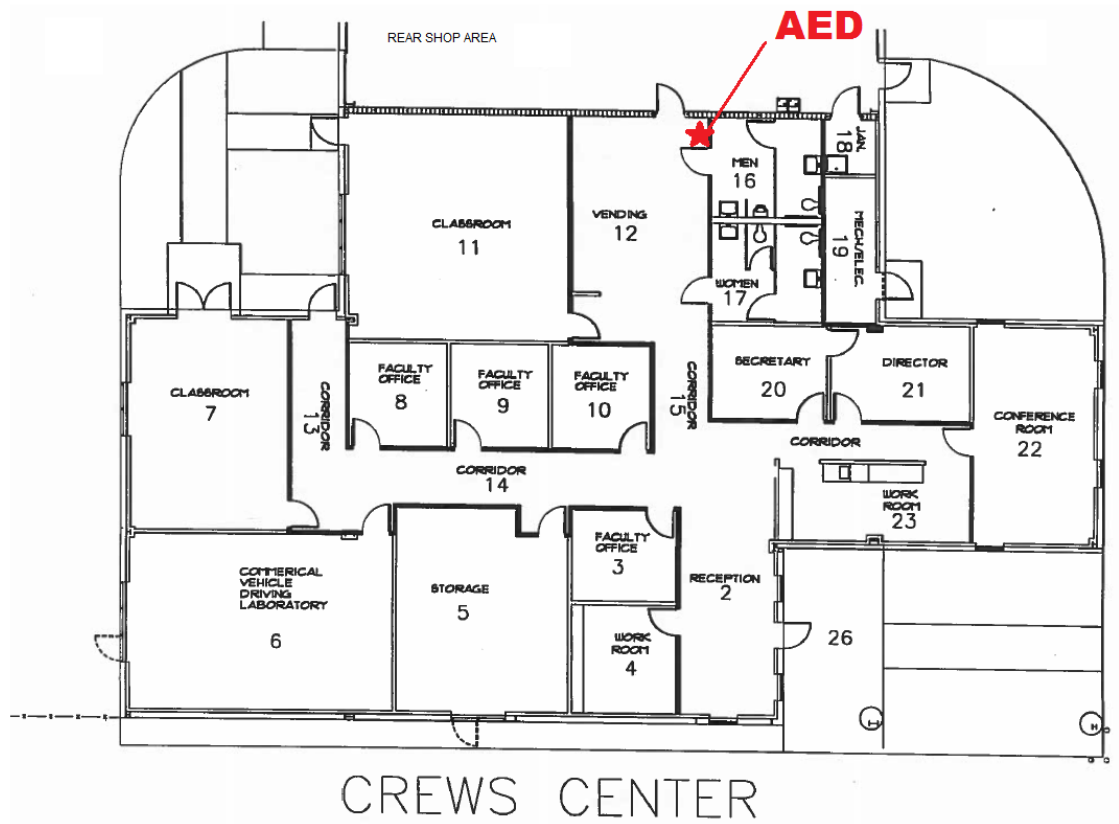 REAR SHOP AREA
AED
JAN.
18
MEN
16
CLASSROOM
11
VENDING
12
MECH/ELEC.
19
WOMEN
17
SECRETARY
20
DIRECTOR
21
FACULTY
OFFICE
8
FACULTY
OFFICE
9
FACULTY
OFFICE
10
CORRIDOR
15
CLASSROOM
7
CORRIDOR
13
CONFERENCE
ROOM
22
CORRIDOR
CORRIDOR
14
WORK
ROOM
23
FACULTY
OFFICE
3
COMMERICAL
VEHICLE
DRIVING
LABORATORY
6
STORAGE
5
RECEPTION
2
WORK
ROOM
4
26
I
H
CREWS CENTER